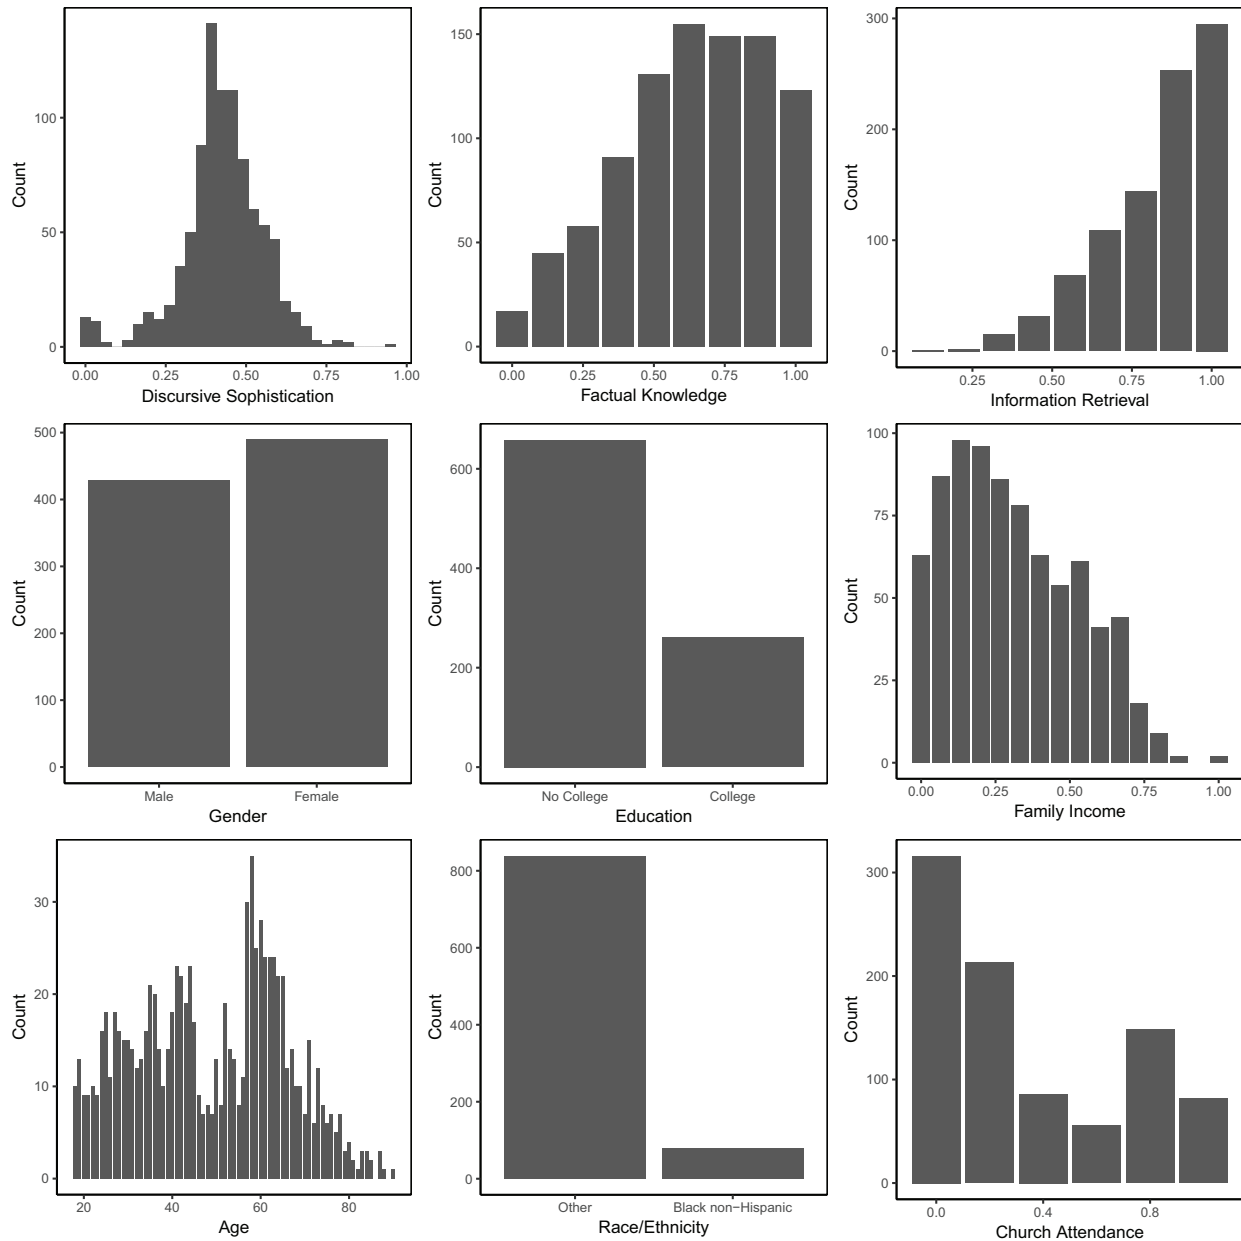 Count
0
50
100
0.00 0.25 0.50 0.75 1.00
Discursive Sophistication
Count
0
50
100
150
0.00 0.25 0.50 0.75 1.00
Factual Knowledge
Count
0
100
200
300
0.25 0.50 0.75 1.00
Information Retrieval
Count
0
100
200
300
400
500
Male Female
Gender
Count
0
200
400
600
No College College
Education
Count
0
25
50
75
100
0.00 0.25 0.50 0.75 1.00
Family Income
Count
0
10
20
30
20 40 60 80
Age
Count
0
200
400
600
800
Other Black non−Hispanic
Race/Ethnicity
Count
0
100
200
300
0.0 0.4 0.8
Church Attendance